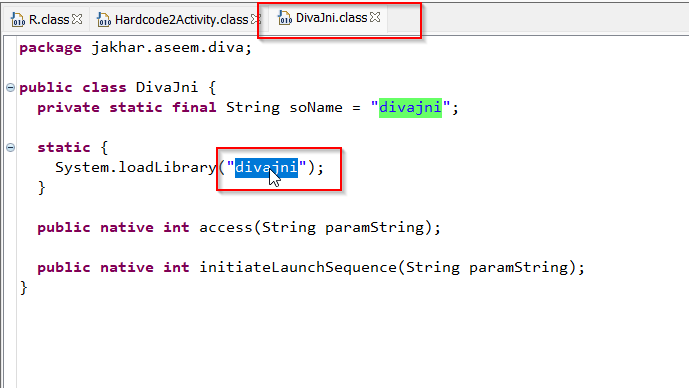 R.class Hardcode2Activity.class DivaJni.class
package jakhar.aseem.diva;
public class DivaJni {
private static final String soName = "divajni";
static {
System.loadLibrary("divajni");
}
public native int access(String paramString);
public native int initiateLaunchSequence(String paramString);
}